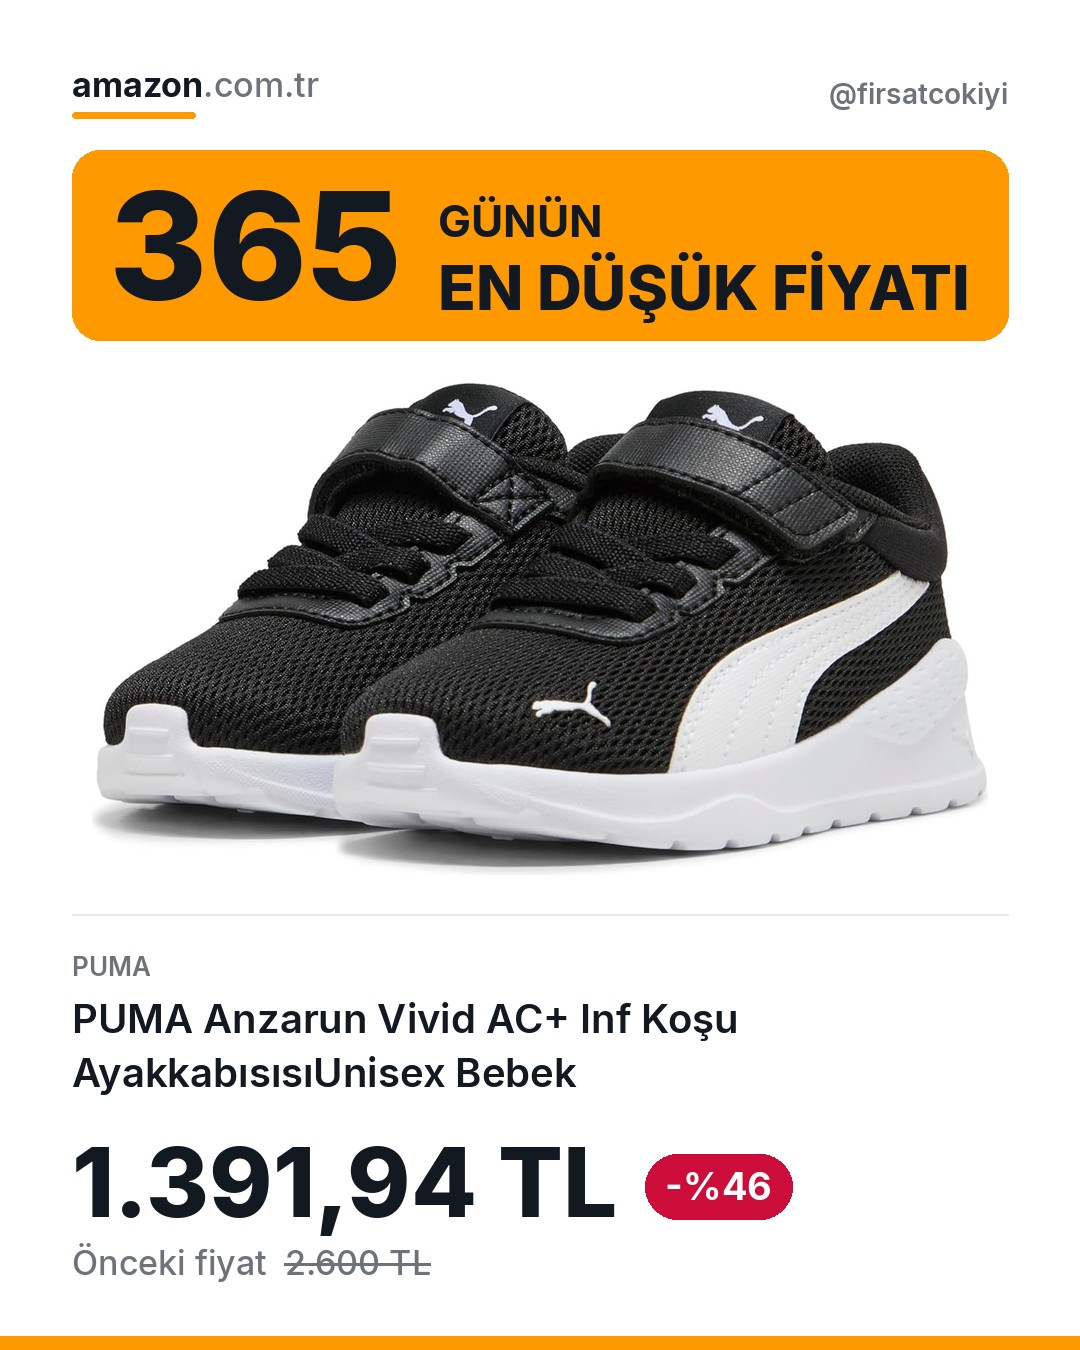 amazon.com.tr
@firsatcokiyi
365
GÜNÜN
EN DÜŞÜK FİYATI
PUMA
PUMA Anzarun Vivid AC+ Inf Koşu
AyakkabısısıUnisex Bebek
1.391,94 TL
-%46
Önceki fiyat 2.600 TL